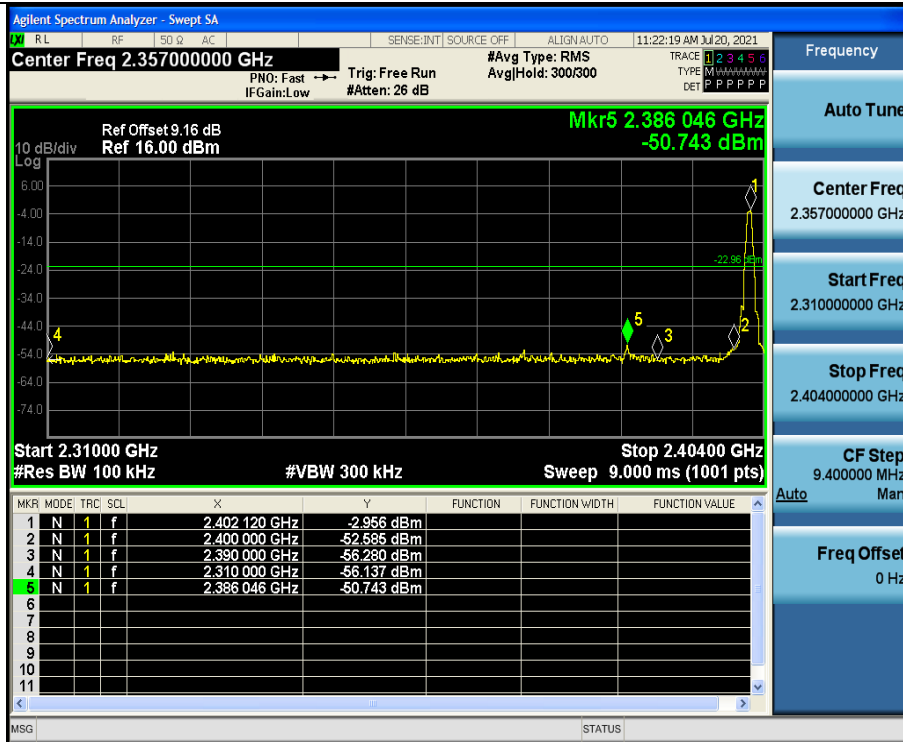 Agilent Spectrum Analyzer - Swept SA
LXI RL RF 50 Ω AC SENSE:INT SOURCE OFF ALIGNAUTO 11:22:19 AM Jul 20, 2021
Center Freq 2.357000000 GHz
PNO: Fast
IFGain:Low
Trig: Free Run
#Atten: 26 dB
#Avg Type: RMS
Avg|Hold: 300/300
TRACE 1 2 3 4 5 6
TYPE M
DET P P P P P P
Mkr5 2.386 046 GHz
-50.743 dBm
Ref Offset 9.16 dB
10 dB/div Ref 16.00 dBm
Log
6.00
-4.00
-14.0
-24.0
-34.0
-44.0
-54.0
-64.0
-74.0
1
-22.96 dBm
4
5
3
2
Start 2.31000 GHz Stop 2.40400 GHz
#Res BW 100 kHz #VBW 300 kHz Sweep 9.000 ms (1001 pts)
MKR MODE TRC SCL X Y FUNCTION FUNCTION WIDTH FUNCTION VALUE
1 N 1 f 2.402 120 GHz -2.956 dBm
2 N 1 f 2.400 000 GHz -52.585 dBm
3 N 1 f 2.390 000 GHz -56.280 dBm
4 N 1 f 2.310 000 GHz -56.137 dBm
5 N 1 f 2.386 046 GHz -50.743 dBm
6
7
8
9
10
11
MSG STATUS
Frequency
Auto Tune
Center Freq
2.357000000 GHz
Start Freq
2.310000000 GHz
Stop Freq
2.404000000 GHz
CF Step
9.400000 MHz
Auto Man
Freq Offset
0 Hz